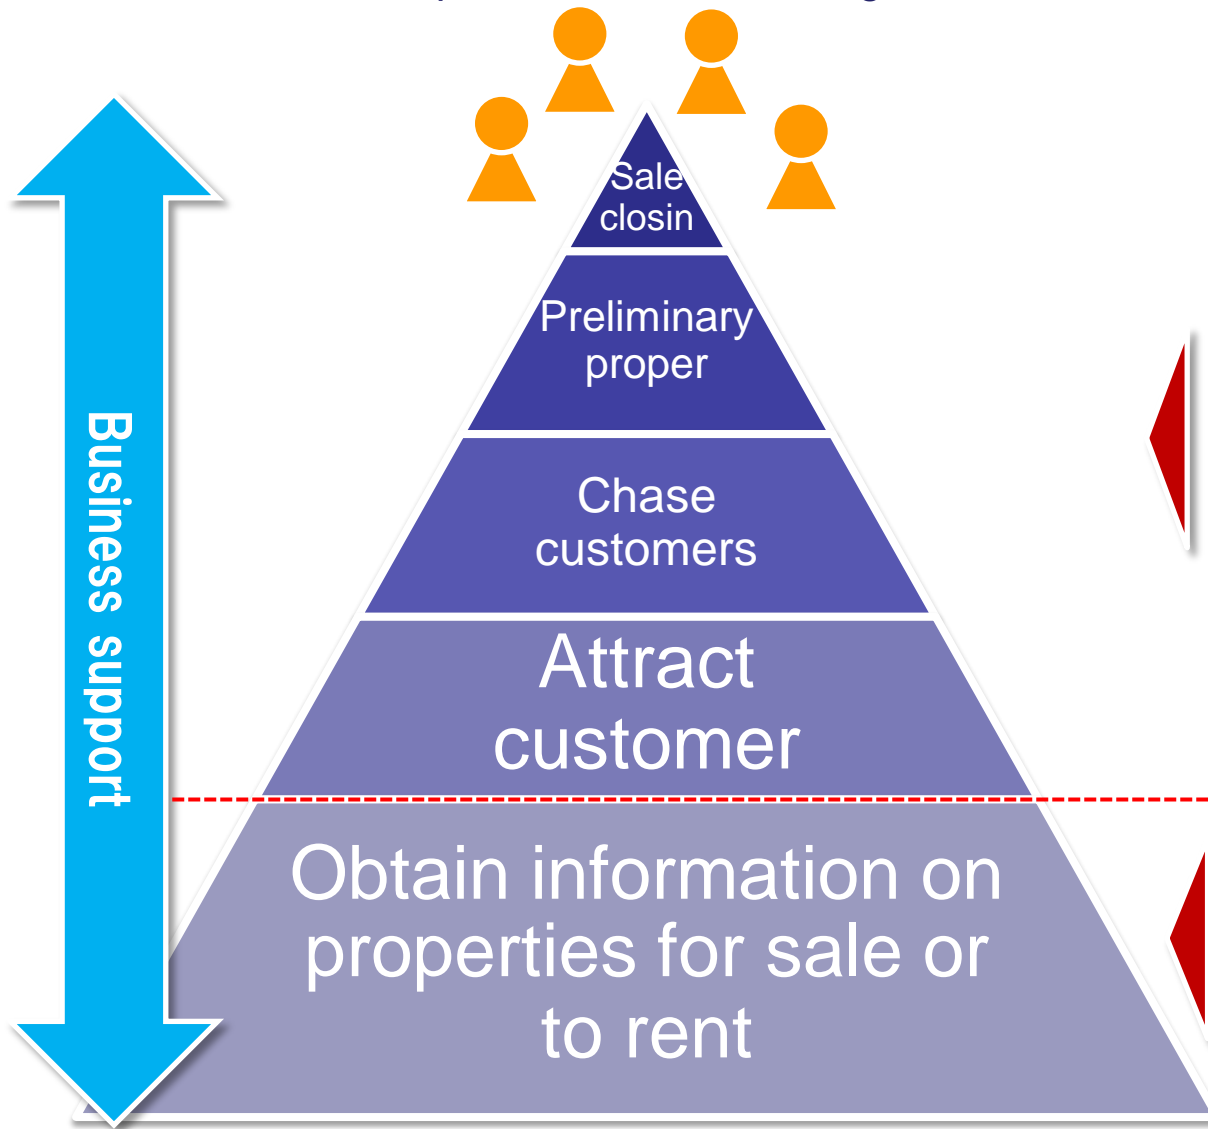 Sale
closin
Preliminary
proper
Chase
customers
Attract
customer
Obtain information on
properties for sale or
to rent
Business support